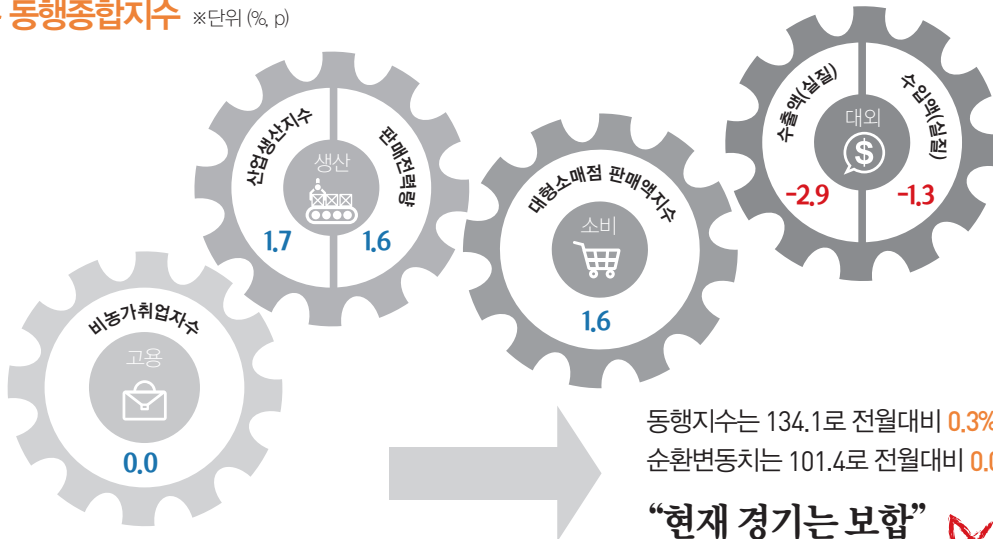 동행종합지수 ※단위 (%, p)
수출액(실질)
수입액(실질)
대외
$
-2.9
-1.3
산업생산지수
판매전력량
생산
1.7
1.6
대형소매점 판매액지수
소비
1.6
비농가취업자수
고용
0.0
동행지수는 134.1로 전월대비 0.3%
순환변동치는 101.4로 전월대비 0.0
“현재 경기는 보합”